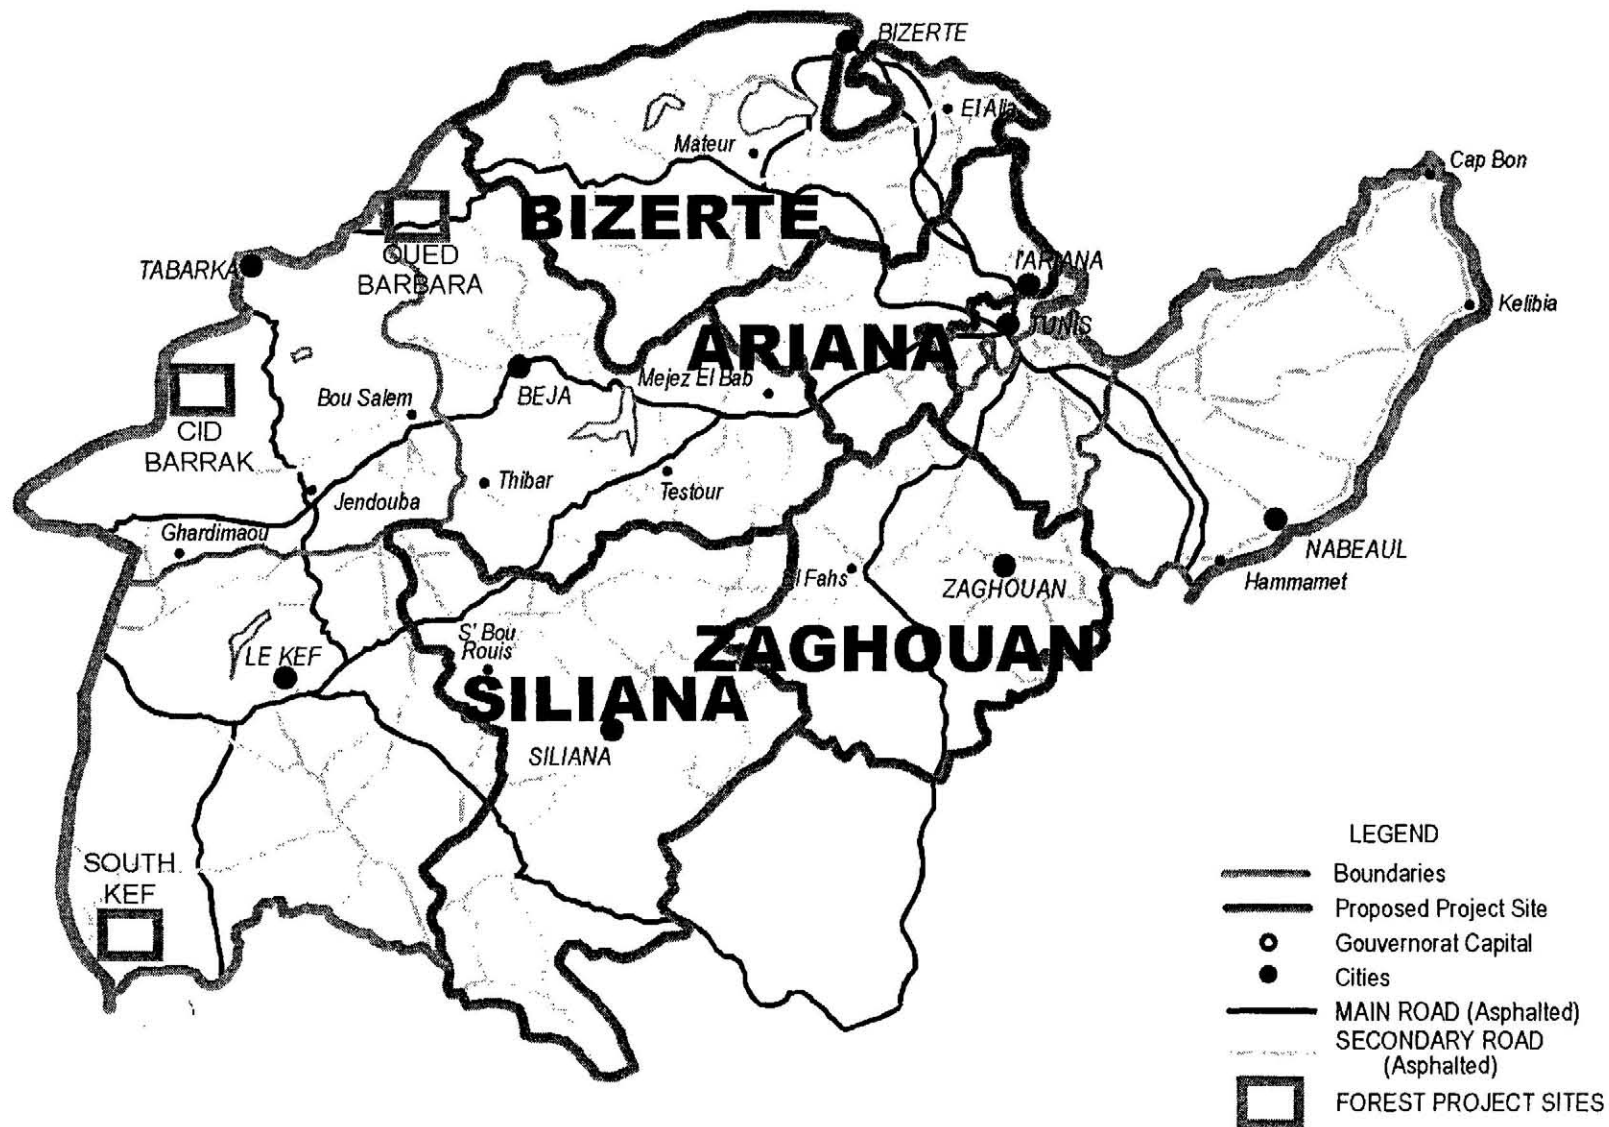 BIZERTE
El Alia
Mateur
Cap Bon
BIZERTE
OUED
BARBARA
TABARKA
l'ARIANA
Kelibia
TUNIS
ARIANA
Mejez El Bab
BEJA
Bou Salem
CID
BARRAK
Thibar
Testour
Jendouba
Ghardimaou
NABEAUL
Hammamet
El Fahs
ZAGHOUAN
S' Bou
Rouis
ZAGHOUAN
LE KEF
SILIANA
SILIANA
SOUTH
KEF
LEGEND
Boundaries
Proposed Project Site
Gouvernorat Capital
Cities
MAIN ROAD (Asphalted)
SECONDARY ROAD
(Asphalted)
FOREST PROJECT SITES